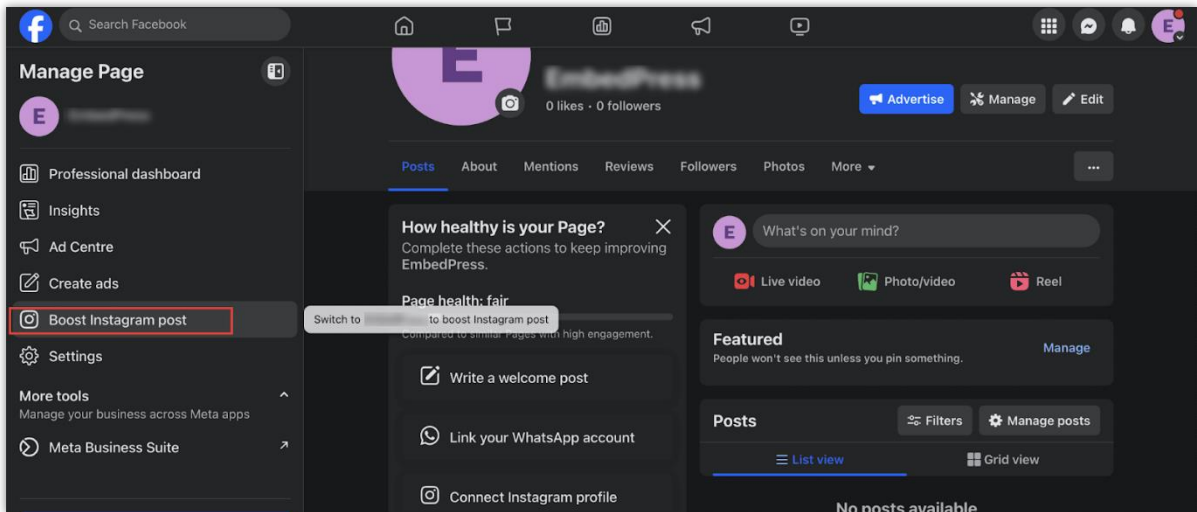 Search Facebook
Manage Page
E
Professional dashboard
Insights
Ad Centre
Create ads
Boost Instagram post
Settings
More tools
Manage your business across Meta apps
Meta Business Suite
E
E
EmbedPress
0 likes · 0 followers
Advertise
Manage
Edit
Posts
About
Mentions
Reviews
Followers
Photos
More
How healthy is your Page?
Complete these actions to keep improving
EmbedPress.
Page health: fair
Switch to
to boost Instagram post
Compared to similar Pages with high engagement.
Write a welcome post
Link your WhatsApp account
Connect Instagram profile
E
What's on your mind?
Live video
Photo/video
Reel
Featured
People won't see this unless you pin something.
Manage
Posts
Filters
Manage posts
List view
Grid view
No posts available